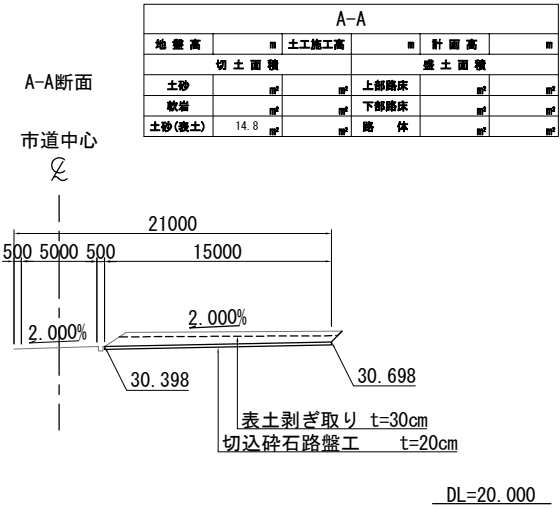 A-A
地盤高 m 土工施工高 m 計画高 m
切土面積 盛土面積
土砂 ㎡ ㎡ 上部路床 ㎡ ㎡
軟岩 ㎡ ㎡ 下部路床 ㎡ ㎡
土砂(表土) 14.8 ㎡ ㎡ 路体 ㎡ ㎡
A-A断面
市道中心
℄
21000
500 5000 500 15000
2.000% 2.000%
30.398 30.698
表土剥ぎ取り t=30cm
切込砕石路盤工 t=20cm
DL=20.000